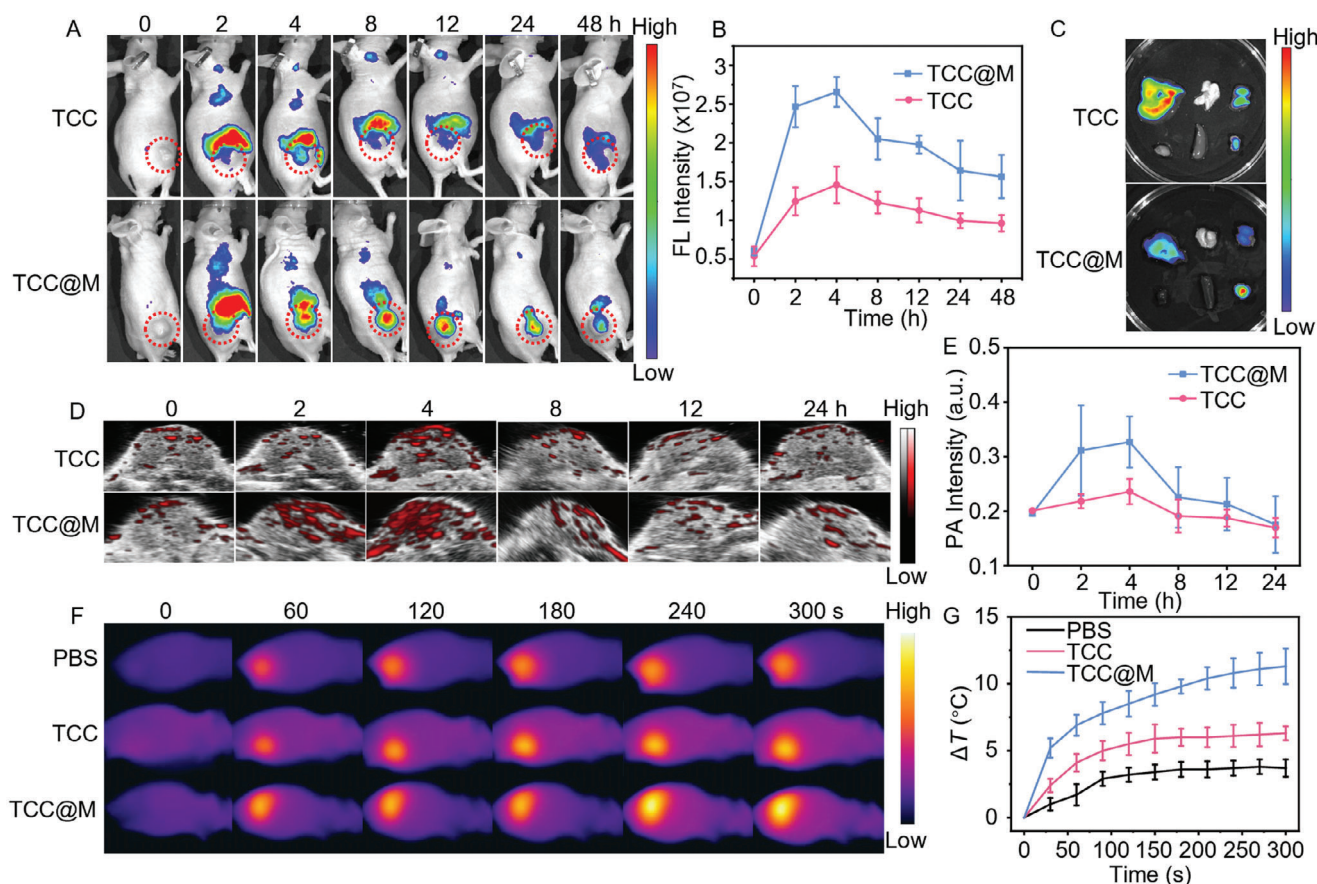 A
0 2 4 8 12 24 48 h
TCC
TCC@M
High
Low
B
FL Intensity (x10⁷)
3
2.5
2
1.5
1
0.5
TCC@M
TCC
0 2 4 8 12 24 48
Time (h)
C
TCC
TCC@M
High
Low
D
0 2 4 8 12 24 h
TCC
TCC@M
High
Low
E
PA Intensity (a.u.)
0.5
0.4
0.3
0.2
0.1
TCC@M
TCC
0 2 4 8 12 24
Time (h)
F
0 60 120 180 240 300 s
PBS
TCC
TCC@M
High
Low
G
ΔT (°C)
15
10
5
0
PBS
TCC
TCC@M
0 50 100 150 200 250 300
Time (s)